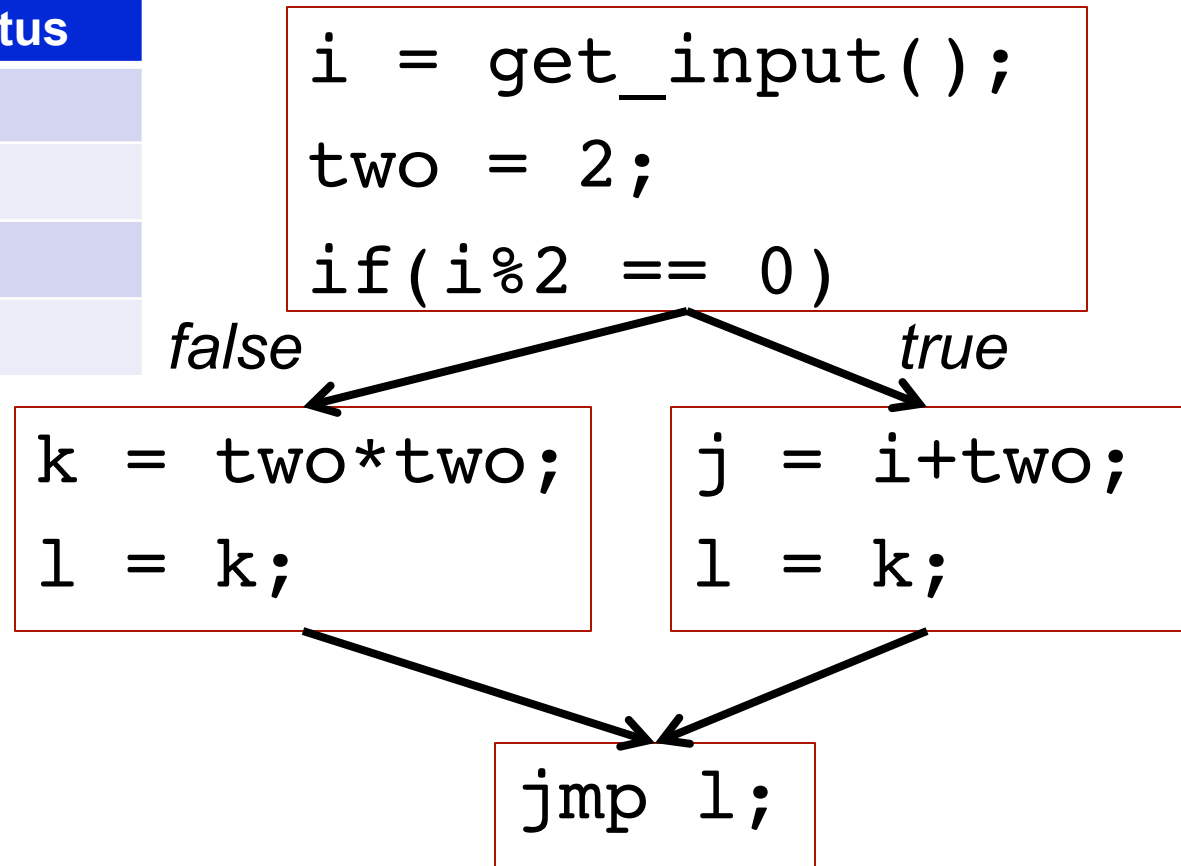 tus
i = get_input();
two = 2;
if(i%2 == 0)
false
true
k = two*two;
l = k;
j = i+two;
l = k;
jmp l;